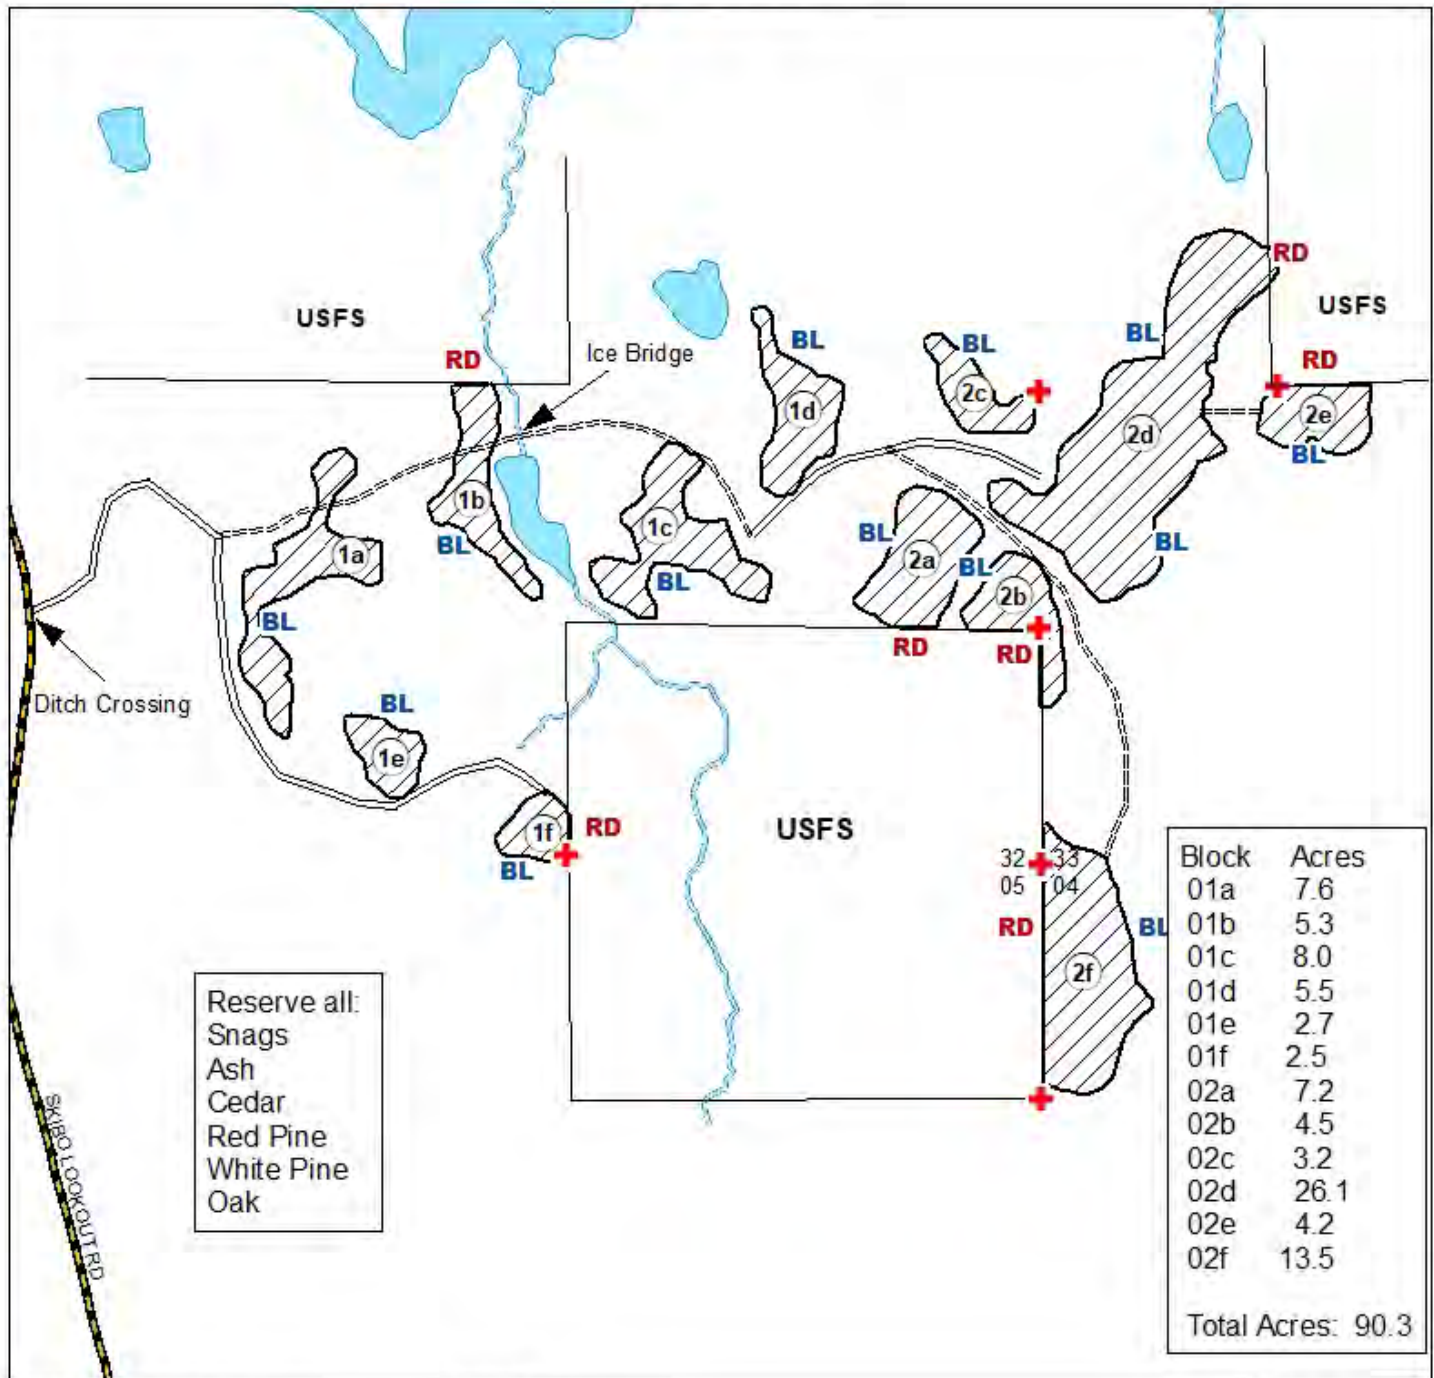 RD
USFS
USFS
RD
Ice Bridge
BL
BL
BL
RD
2c
1d
2e
2d
BL
1b
BL
1c
BL
BL
1a
2a
BL
BL
2b
BL
RD
RD
Ditch Crossing
BL
1e
1f
RD
USFS
BL
32 33
05 04
RD
BL
2f
Block Acres
01a 7.6
01b 5.3
01c 8.0
01d 5.5
01e 2.7
01f 2.5
02a 7.2
02b 4.5
02c 3.2
02d 26.1
02e 4.2
02f 13.5
Total Acres: 90.3
Reserve all:
Snags
Ash
Cedar
Red Pine
White Pine
Oak
SKIBO LOOKOUT RD